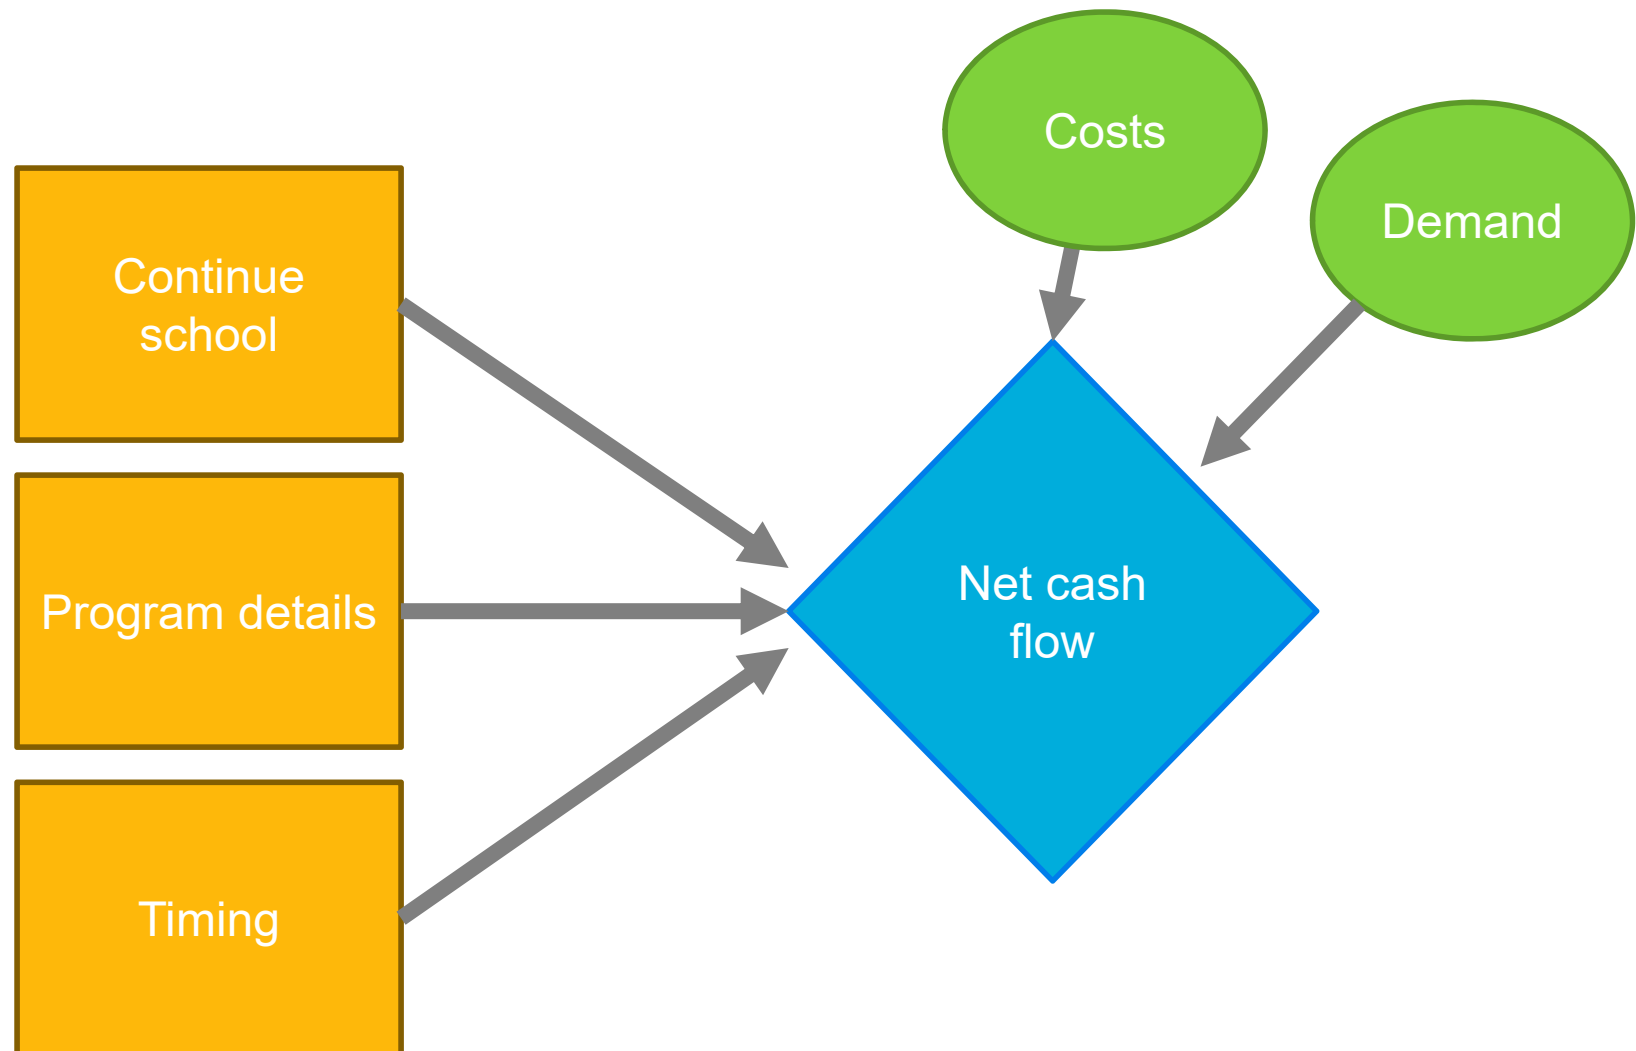 Costs
Demand
Continue
school
Program details
Net cash
flow
Timing